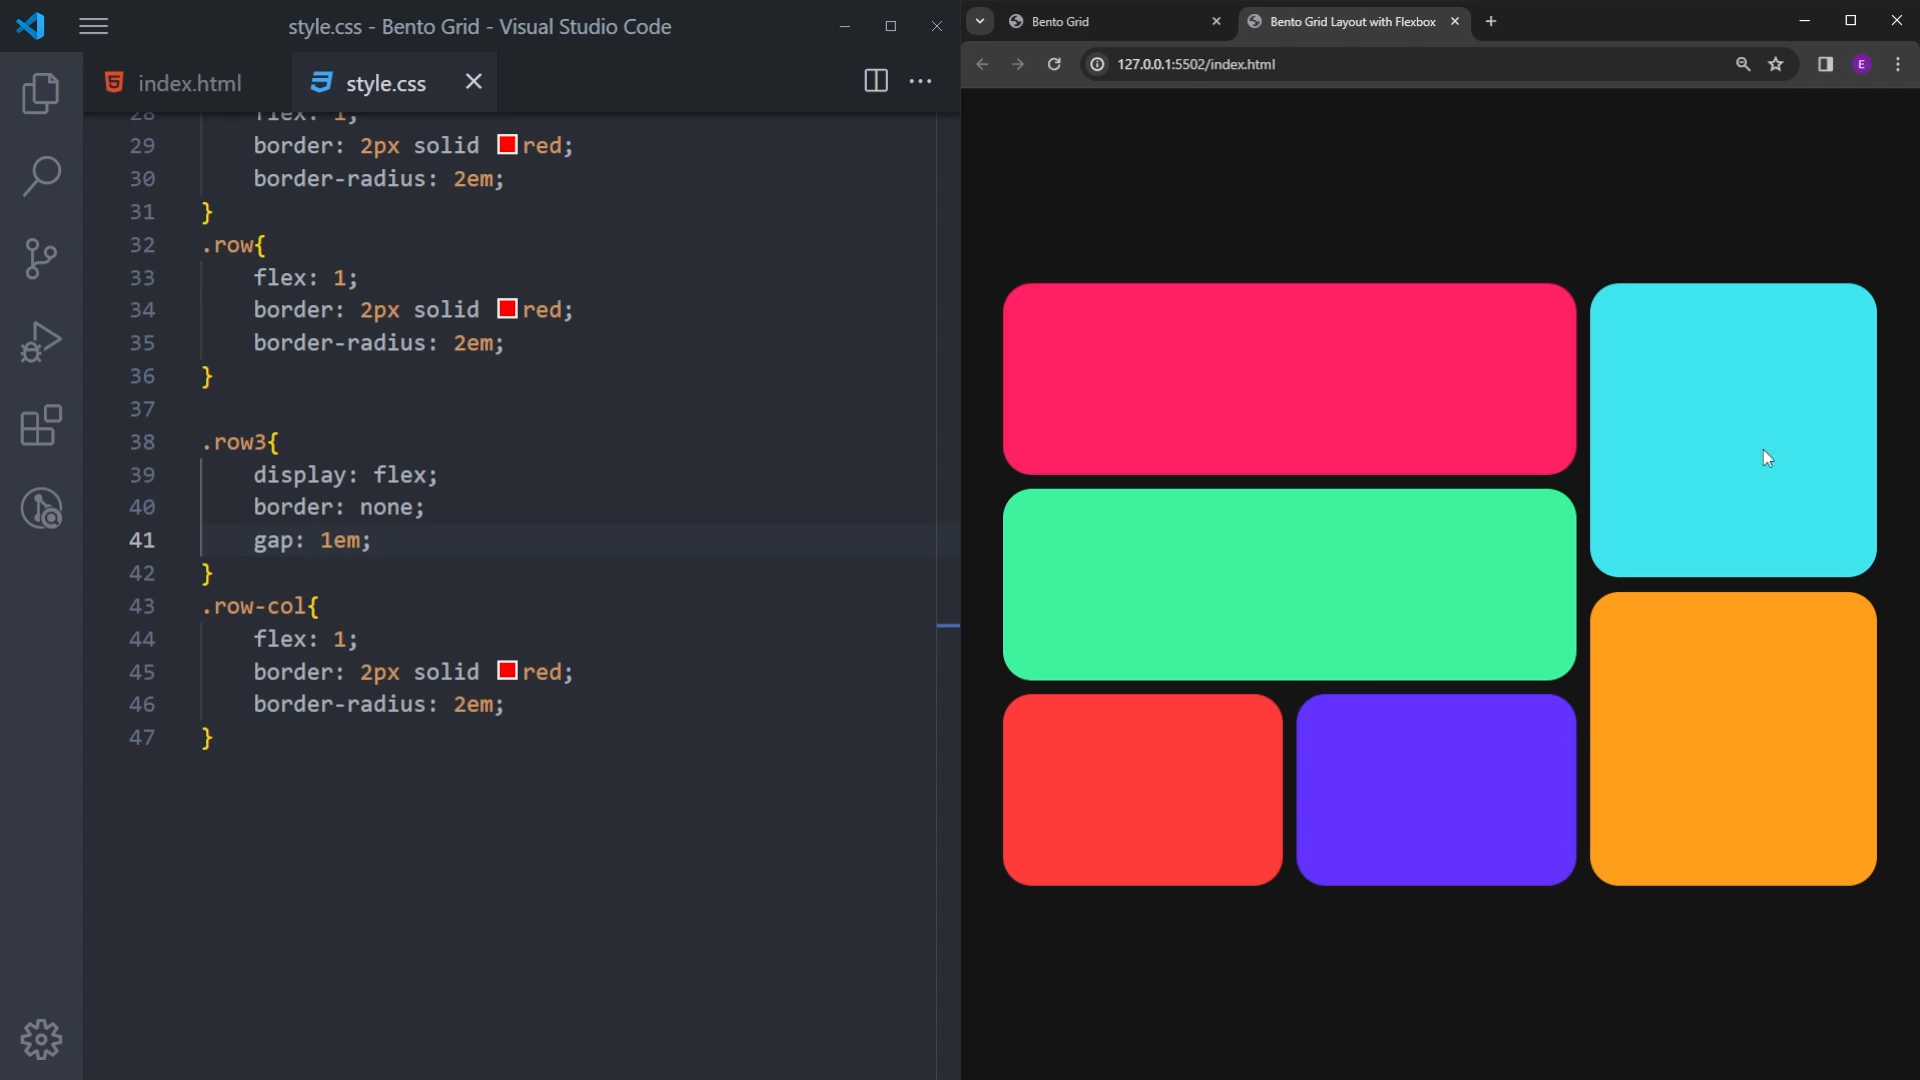 style.css - Bento Grid - Visual Studio Code
index.html
style.css
28 flex: 1;
29 border: 2px solid red;
30 border-radius: 2em;
31 }
32 .row{
33 flex: 1;
34 border: 2px solid red;
35 border-radius: 2em;
36 }
37
38 .row3{
39 display: flex;
40 border: none;
41 gap: 1em;
42 }
43 .row-col{
44 flex: 1;
45 border: 2px solid red;
46 border-radius: 2em;
47 }
Bento Grid
Bento Grid Layout with Flexbox
127.0.0.1:5502/index.html
E